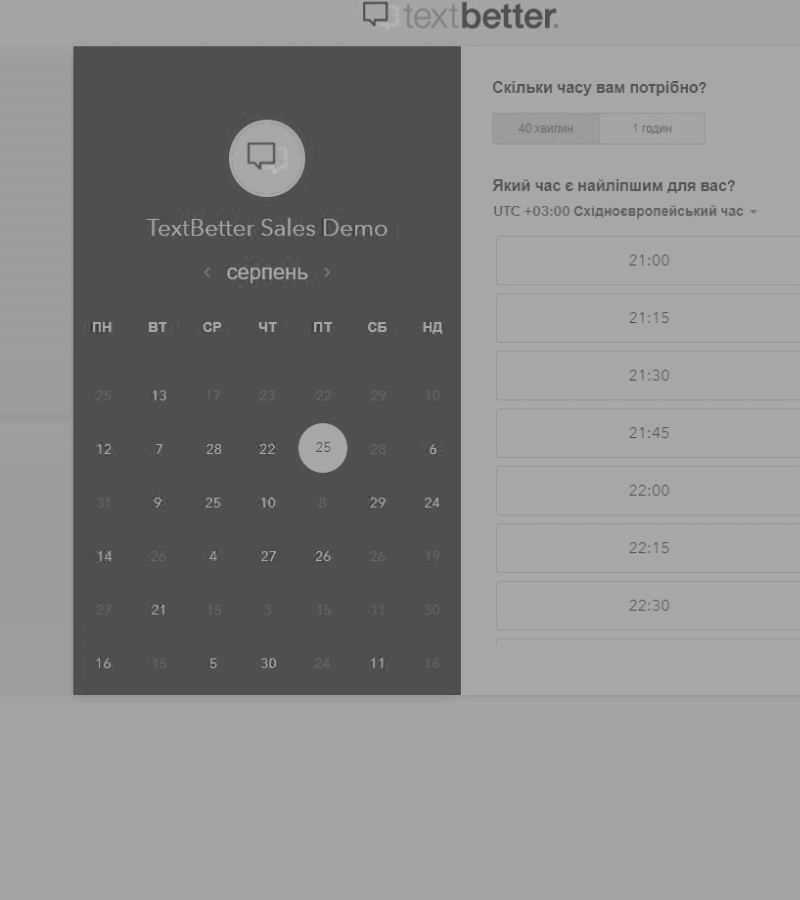 textbetter.
TextBetter Sales Demo
серпень
ПН ВТ СР ЧТ ПТ СБ НД
25 13 17 23 22 29 10
12 7 28 22 25 28 6
31 9 25 10 8 29 24
14 26 4 27 26 26 19
27 21 15 3 15 11 30
16 15 5 30 24 11 16
Скільки часу вам потрібно?
40 хвилин 1 годин
Який час є найліпшим для вас?
UTC +03:00 Східноєвропейський час
21:00
21:15
21:30
21:45
22:00
22:15
22:30